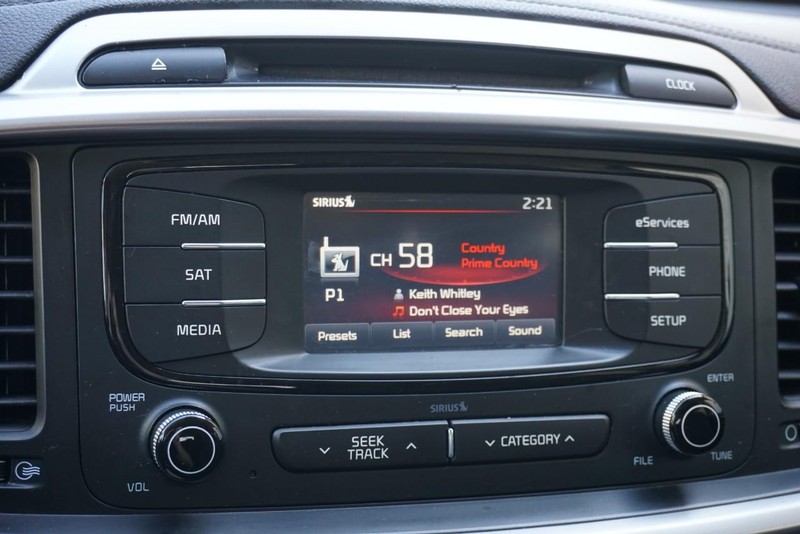 CLOCK
FM/AM
SAT
MEDIA
SIRIUS
2:21
CH 58
Country
Prime Country
P1
Keith Whitley
Don't Close Your Eyes
Presets
List
Search
Sound
eServices
PHONE
SETUP
SIRIUS
POWER
PUSH
VOL
SEEK
TRACK
CATEGORY
ENTER
FILE
TUNE